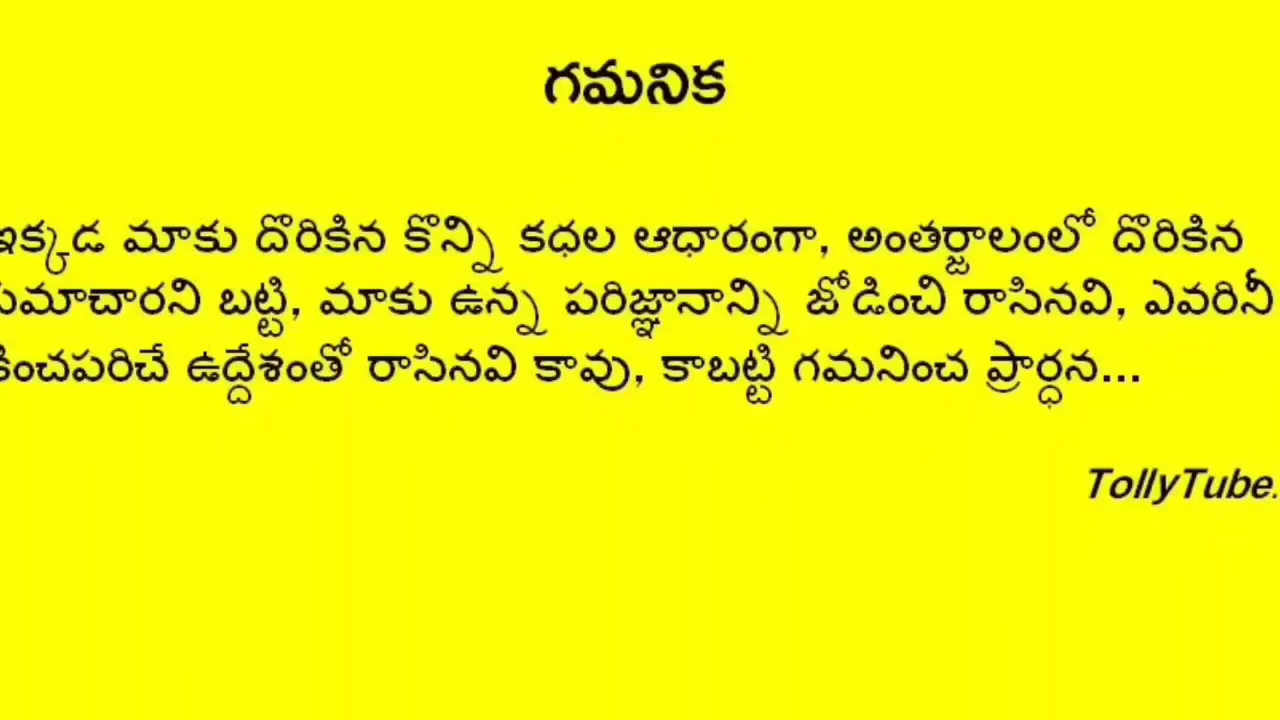 గమనిక
ఇక్కడ మాకు దొరికిన కొన్ని కధల ఆధారంగా, అంతర్జాలంలో దొరికిన
సమాచారని బట్టి, మాకు ఉన్న పరిజ్ఞానాన్ని జోడించి రాసినవి, ఎవరినీ
కించపరిచే ఉద్దేశంతో రాసినవి కావు, కాబట్టి గమనించ ప్రార్ధన...
TollyTube.